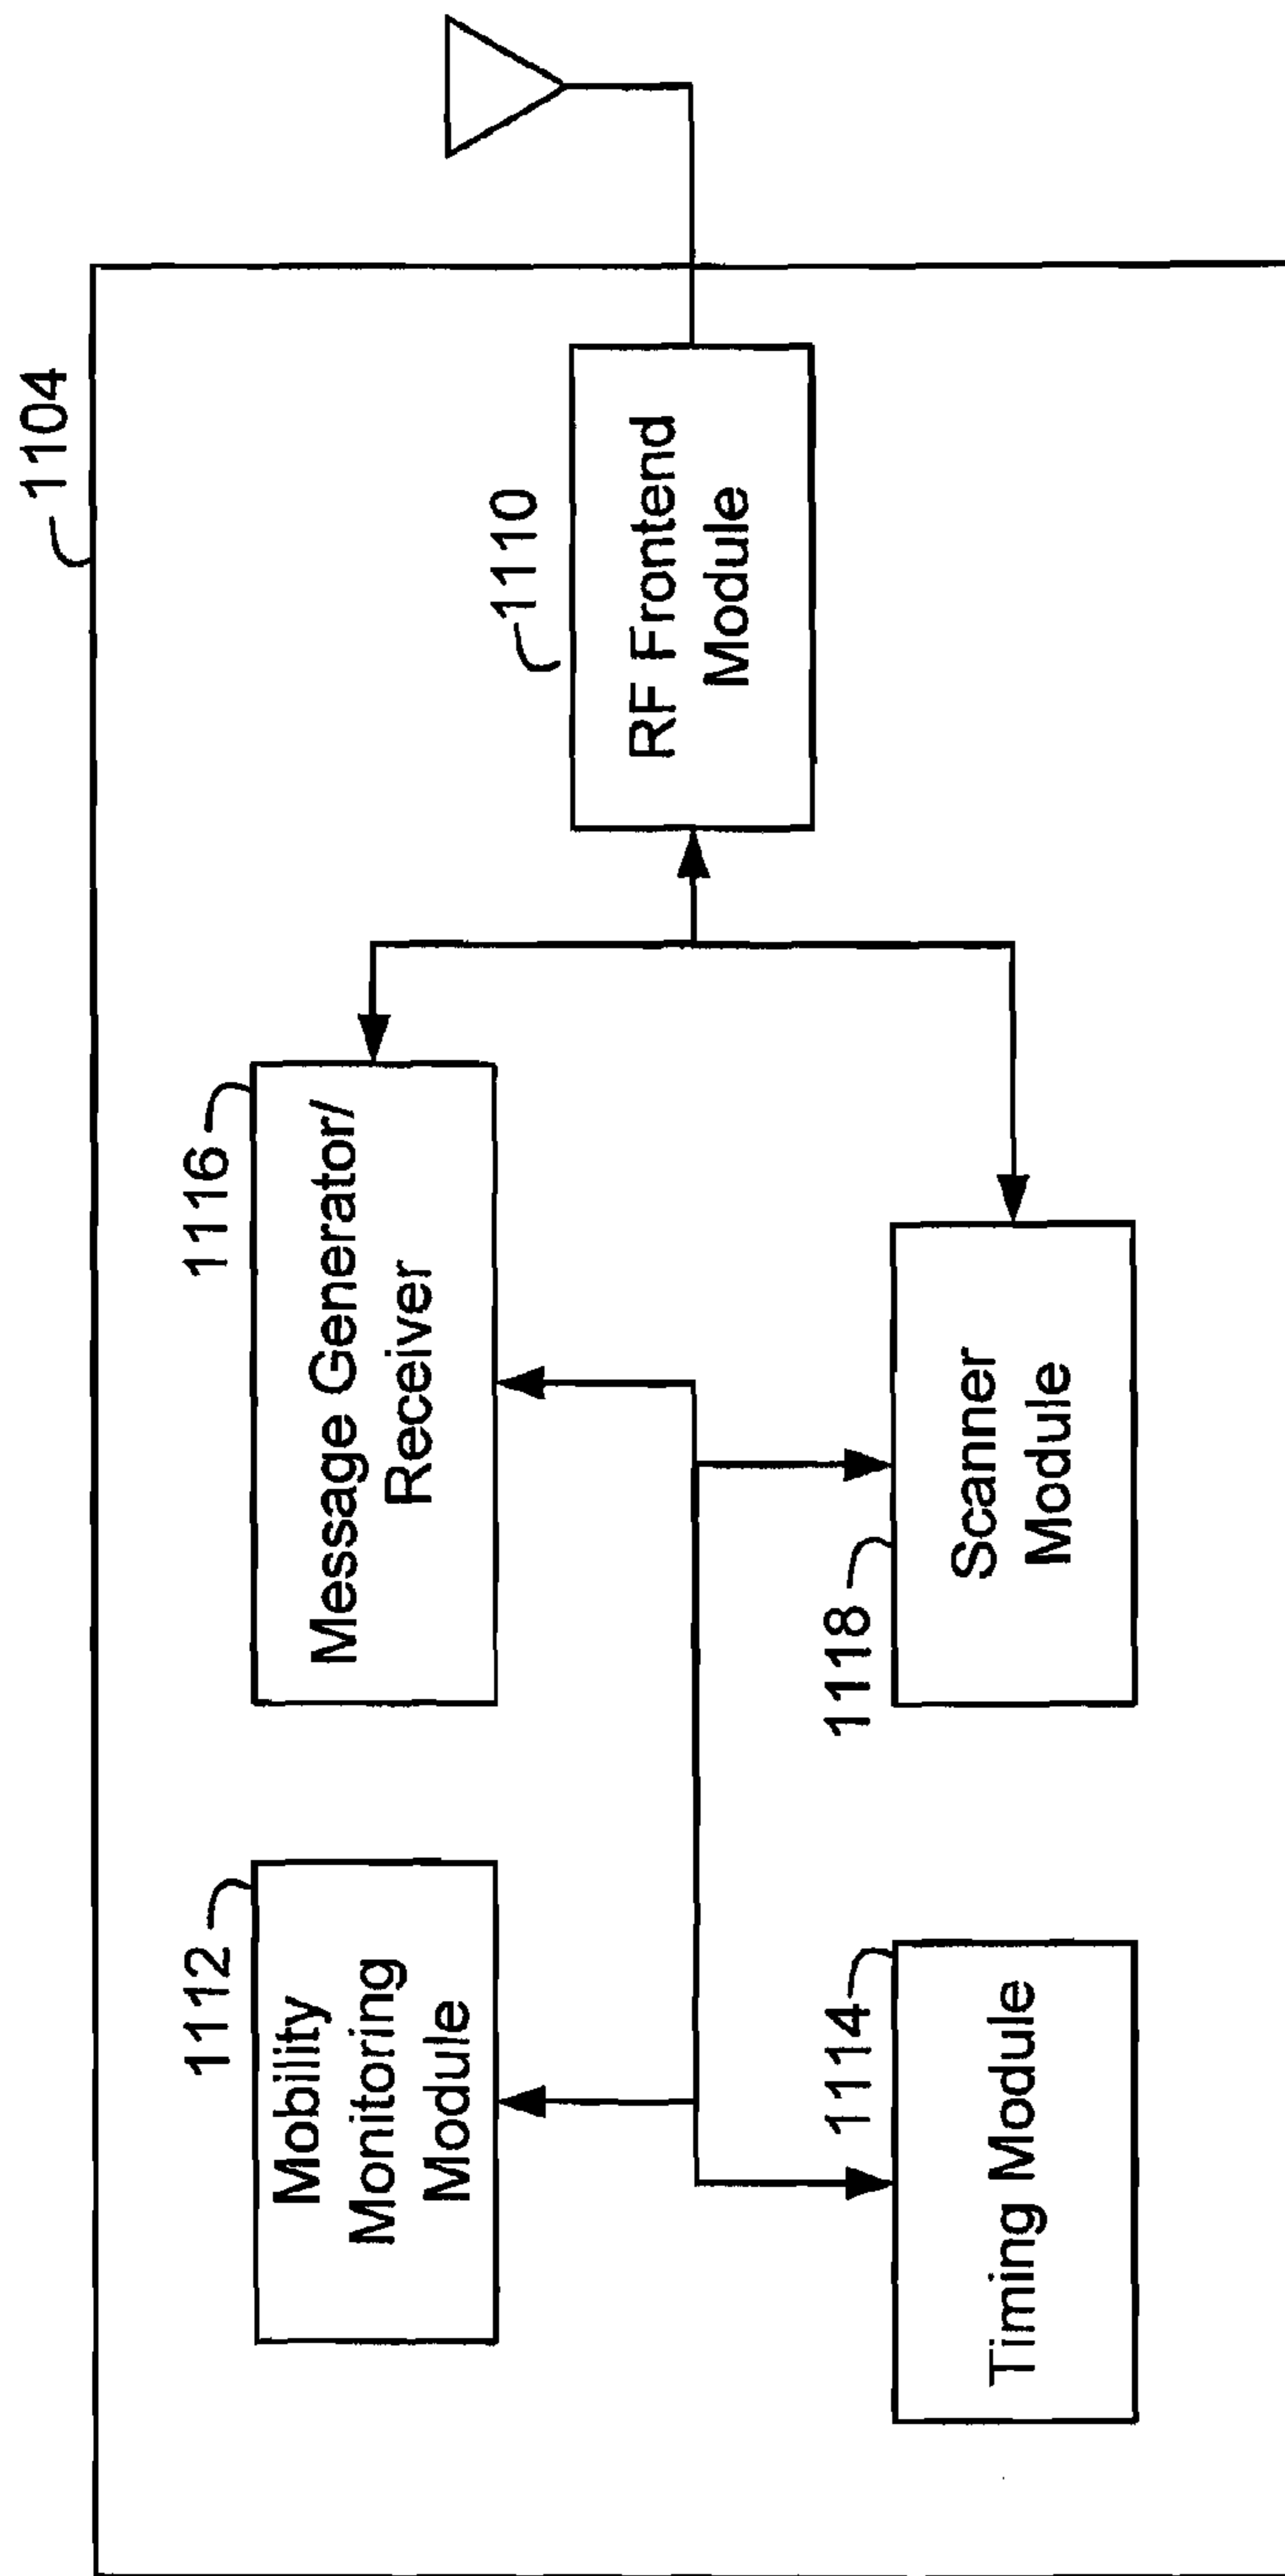 1104
1112
Mobility
Monitoring
Module
1116
Message Generator/
Receiver
1110
RF Frontend
Module
1114
Timing Module
1118
Scanner
Module